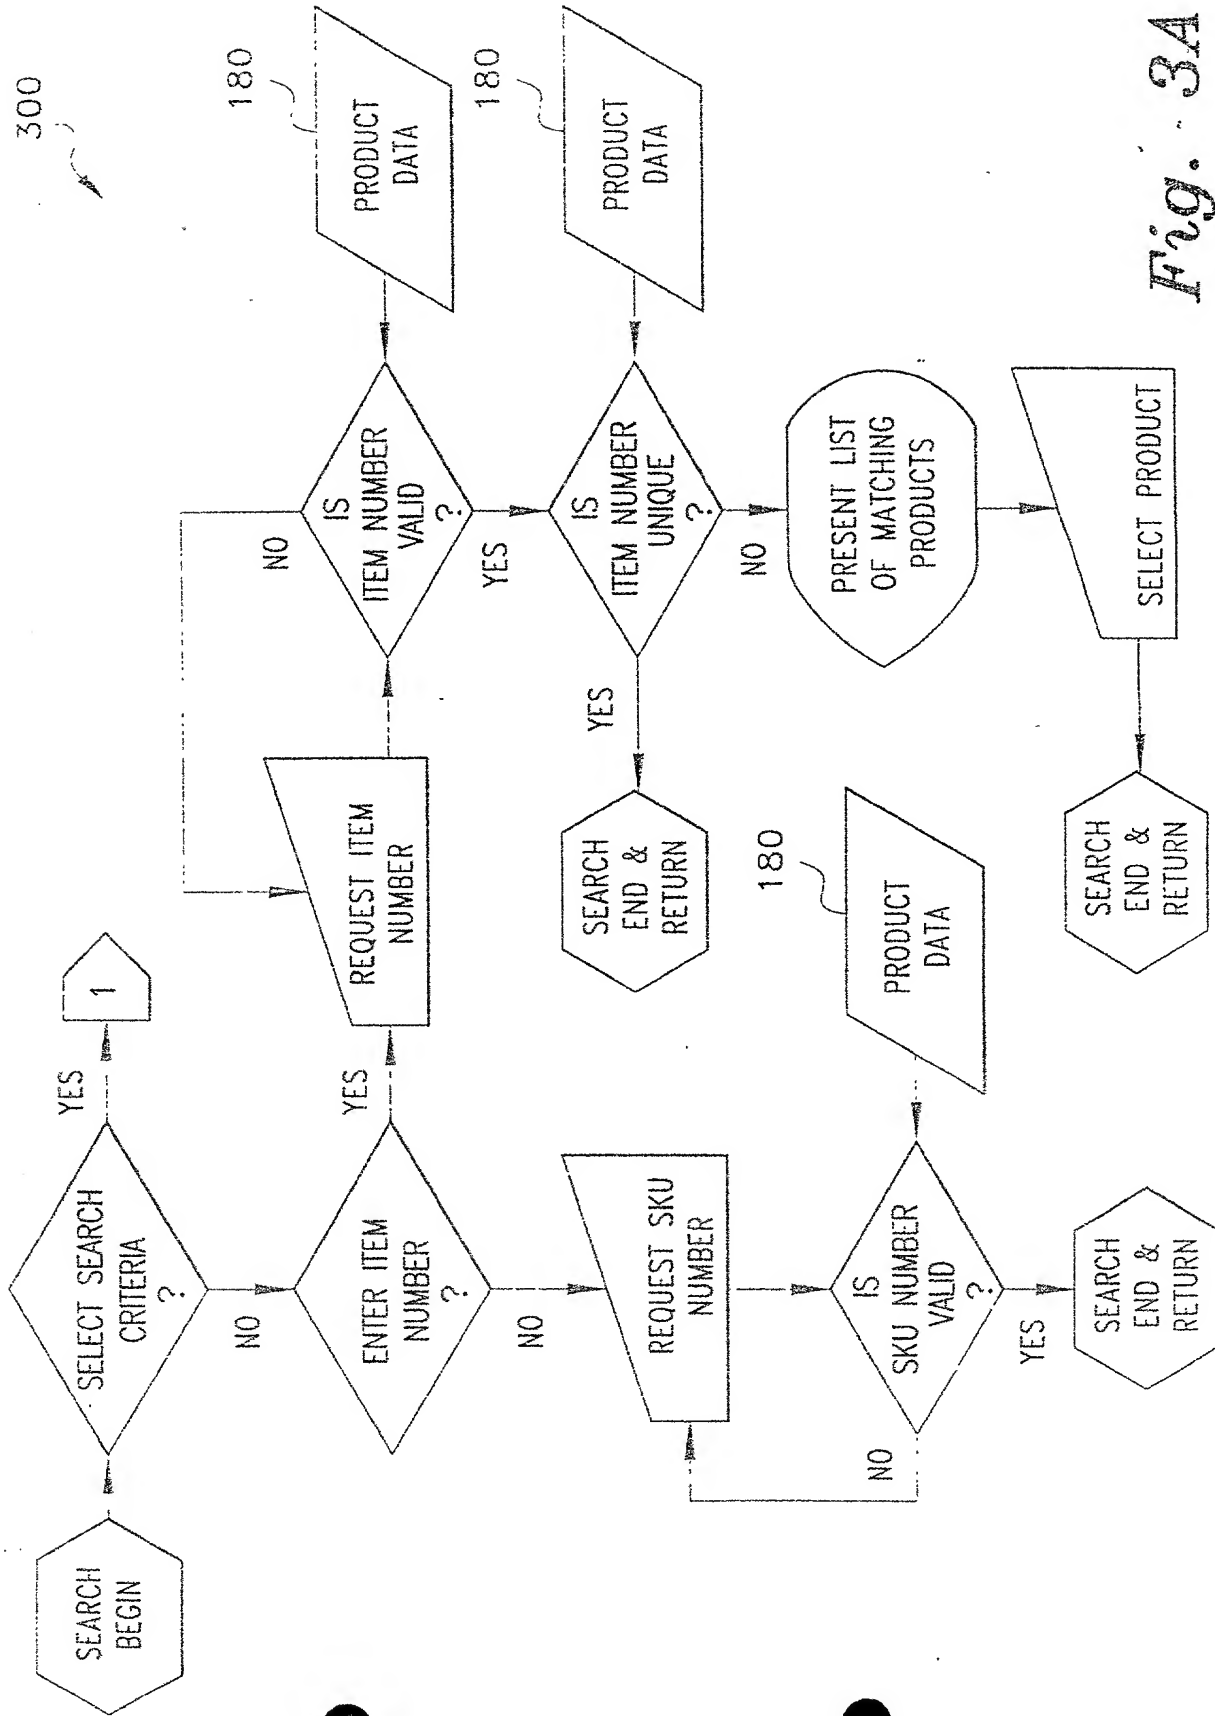 300
SEARCH
BEGIN
SELECT SEARCH
CRITERIA
?
YES
1
NO
ENTER ITEM
NUMBER
?
YES
REQUEST ITEM
NUMBER
NO
IS
ITEM NUMBER
VALID
?
180
PRODUCT
DATA
YES
IS
ITEM NUMBER
UNIQUE
?
180
PRODUCT
DATA
YES
SEARCH
END &
RETURN
NO
PRESENT LIST
OF MATCHING
PRODUCTS
SELECT PRODUCT
SEARCH
END &
RETURN
NO
REQUEST SKU
NUMBER
IS
SKU NUMBER
VALID
?
180
PRODUCT
DATA
NO
YES
SEARCH
END &
RETURN
Fig. 3A